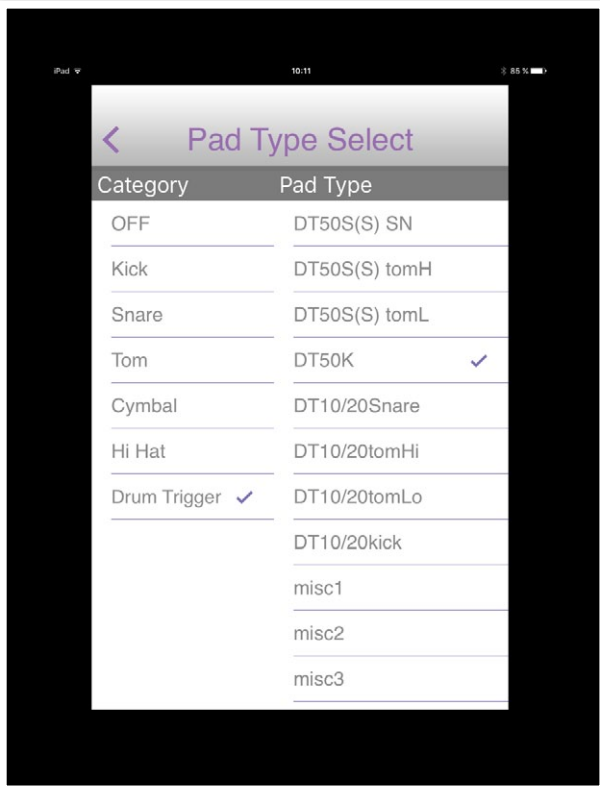 iPad
10:11
85 %
Pad Type Select
Category
Pad Type
OFF
DT50S(S) SN
Kick
DT50S(S) tomH
Snare
DT50S(S) tomL
Tom
DT50K
Cymbal
DT10/20Snare
Hi Hat
DT10/20tomHi
Drum Trigger
DT10/20tomLo
DT10/20kick
misc1
misc2
misc3